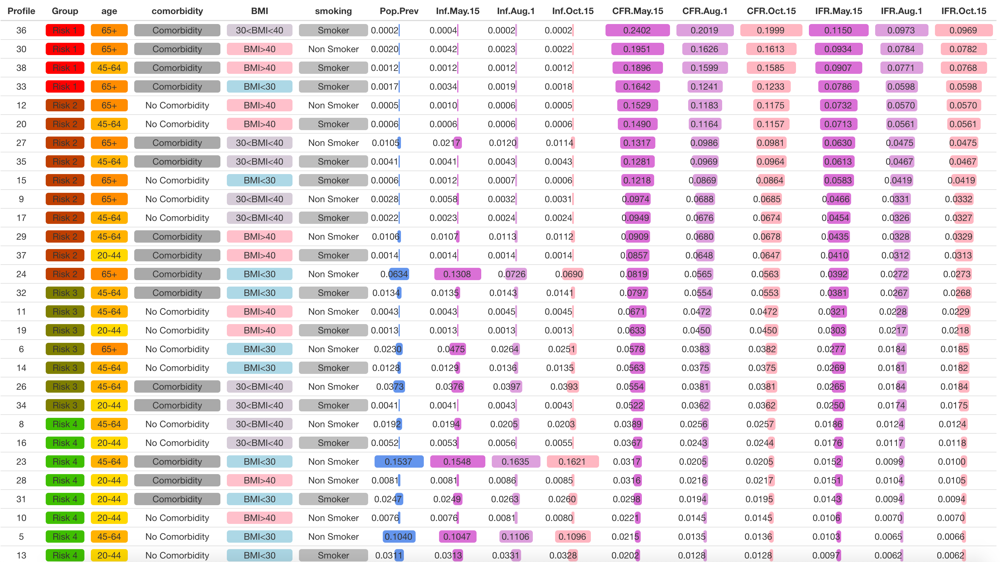 Profile Group age comorbidity BMI smoking Pop.Prev Inf.May.15 Inf.Aug.1 Inf.Oct.15 CFR.May.15 CFR.Aug.1 CFR.Oct.15 IFR.May.15 IFR.Aug.1 IFR.Oct.15
36 Risk 1 65+ Comorbidity 30<BMI<40 Smoker 0.0002 0.0004 0.0002 0.0002 0.2402 0.2019 0.1999 0.1150 0.0973 0.0969
30 Risk 1 65+ Comorbidity BMI>40 Non Smoker 0.0020 0.0042 0.0023 0.0022 0.1951 0.1626 0.1613 0.0934 0.0784 0.0782
38 Risk 1 45-64 Comorbidity BMI>40 Smoker 0.0012 0.0012 0.0012 0.0012 0.1896 0.1599 0.1585 0.0907 0.0771 0.0768
33 Risk 1 65+ Comorbidity BMI<30 Smoker 0.0017 0.0034 0.0019 0.0018 0.1642 0.1241 0.1233 0.0786 0.0598 0.0598
12 Risk 2 65+ No Comorbidity BMI>40 Non Smoker 0.0005 0.0010 0.0006 0.0005 0.1529 0.1183 0.1175 0.0732 0.0570 0.0570
20 Risk 2 45-64 No Comorbidity BMI>40 Smoker 0.0006 0.0006 0.0006 0.0006 0.1490 0.1164 0.1157 0.0713 0.0561 0.0561
27 Risk 2 65+ Comorbidity 30<BMI<40 Non Smoker 0.0105 0.0217 0.0120 0.0114 0.1317 0.0986 0.0981 0.0630 0.0475 0.0475
35 Risk 2 45-64 Comorbidity 30<BMI<40 Smoker 0.0041 0.0041 0.0043 0.0043 0.1281 0.0969 0.0964 0.0613 0.0467 0.0467
15 Risk 2 65+ No Comorbidity BMI<30 Smoker 0.0006 0.0012 0.0007 0.0006 0.1218 0.0869 0.0864 0.0583 0.0419 0.0419
9 Risk 2 65+ No Comorbidity 30<BMI<40 Non Smoker 0.0028 0.0058 0.0032 0.0031 0.0974 0.0688 0.0685 0.0466 0.0331 0.0332
17 Risk 2 45-64 No Comorbidity 30<BMI<40 Smoker 0.0022 0.0023 0.0024 0.0024 0.0949 0.0676 0.0674 0.0454 0.0326 0.0327
29 Risk 2 45-64 Comorbidity BMI>40 Non Smoker 0.0106 0.0107 0.0113 0.0112 0.0909 0.0680 0.0678 0.0435 0.0328 0.0329
37 Risk 2 20-44 Comorbidity BMI>40 Smoker 0.0014 0.0014 0.0014 0.0014 0.0857 0.0648 0.0647 0.0410 0.0312 0.0313
24 Risk 2 65+ Comorbidity BMI<30 Non Smoker 0.0634 0.1308 0.0726 0.0690 0.0819 0.0565 0.0563 0.0392 0.0272 0.0273
32 Risk 3 45-64 Comorbidity BMI<30 Smoker 0.0134 0.0135 0.0143 0.0141 0.0797 0.0554 0.0553 0.0381 0.0267 0.0268
11 Risk 3 45-64 No Comorbidity BMI>40 Non Smoker 0.0043 0.0043 0.0045 0.0045 0.0671 0.0472 0.0472 0.0321 0.0228 0.0229
19 Risk 3 20-44 No Comorbidity BMI>40 Smoker 0.0013 0.0013 0.0013 0.0013 0.0633 0.0450 0.0450 0.0303 0.0217 0.0218
6 Risk 3 65+ No Comorbidity BMI<30 Non Smoker 0.0230 0.0475 0.0264 0.0251 0.0578 0.0383 0.0382 0.0277 0.0184 0.0185
14 Risk 3 45-64 No Comorbidity BMI<30 Smoker 0.0128 0.0129 0.0136 0.0135 0.0563 0.0375 0.0375 0.0269 0.0181 0.0182
26 Risk 3 45-64 Comorbidity 30<BMI<40 Non Smoker 0.0373 0.0376 0.0397 0.0393 0.0554 0.0381 0.0381 0.0265 0.0184 0.0184
34 Risk 3 20-44 Comorbidity 30<BMI<40 Smoker 0.0041 0.0041 0.0043 0.0043 0.0522 0.0362 0.0362 0.0250 0.0174 0.0175
8 Risk 4 45-64 No Comorbidity 30<BMI<40 Non Smoker 0.0192 0.0194 0.0205 0.0203 0.0389 0.0256 0.0257 0.0186 0.0124 0.0124
16 Risk 4 20-44 No Comorbidity 30<BMI<40 Smoker 0.0052 0.0053 0.0056 0.0055 0.0367 0.0243 0.0244 0.0176 0.0117 0.0118
23 Risk 4 45-64 Comorbidity BMI<30 Non Smoker 0.1537 0.1548 0.1635 0.1621 0.0317 0.0205 0.0205 0.0152 0.0099 0.0100
28 Risk 4 20-44 Comorbidity BMI>40 Non Smoker 0.0081 0.0081 0.0086 0.0085 0.0316 0.0216 0.0217 0.0151 0.0104 0.0105
31 Risk 4 20-44 Comorbidity BMI<30 Smoker 0.0247 0.0249 0.0263 0.0260 0.0298 0.0194 0.0195 0.0143 0.0094 0.0094
10 Risk 4 20-44 No Comorbidity BMI>40 Non Smoker 0.0076 0.0076 0.0081 0.0080 0.0221 0.0145 0.0145 0.0106 0.0070 0.0070
5 Risk 4 45-64 No Comorbidity BMI<30 Non Smoker 0.1040 0.1047 0.1106 0.1096 0.0215 0.0135 0.0136 0.0103 0.0065 0.0066
13 Risk 4 20-44 No Comorbidity BMI<30 Smoker 0.0311 0.0313 0.0331 0.0328 0.0202 0.0128 0.0128 0.0097 0.0062 0.0062